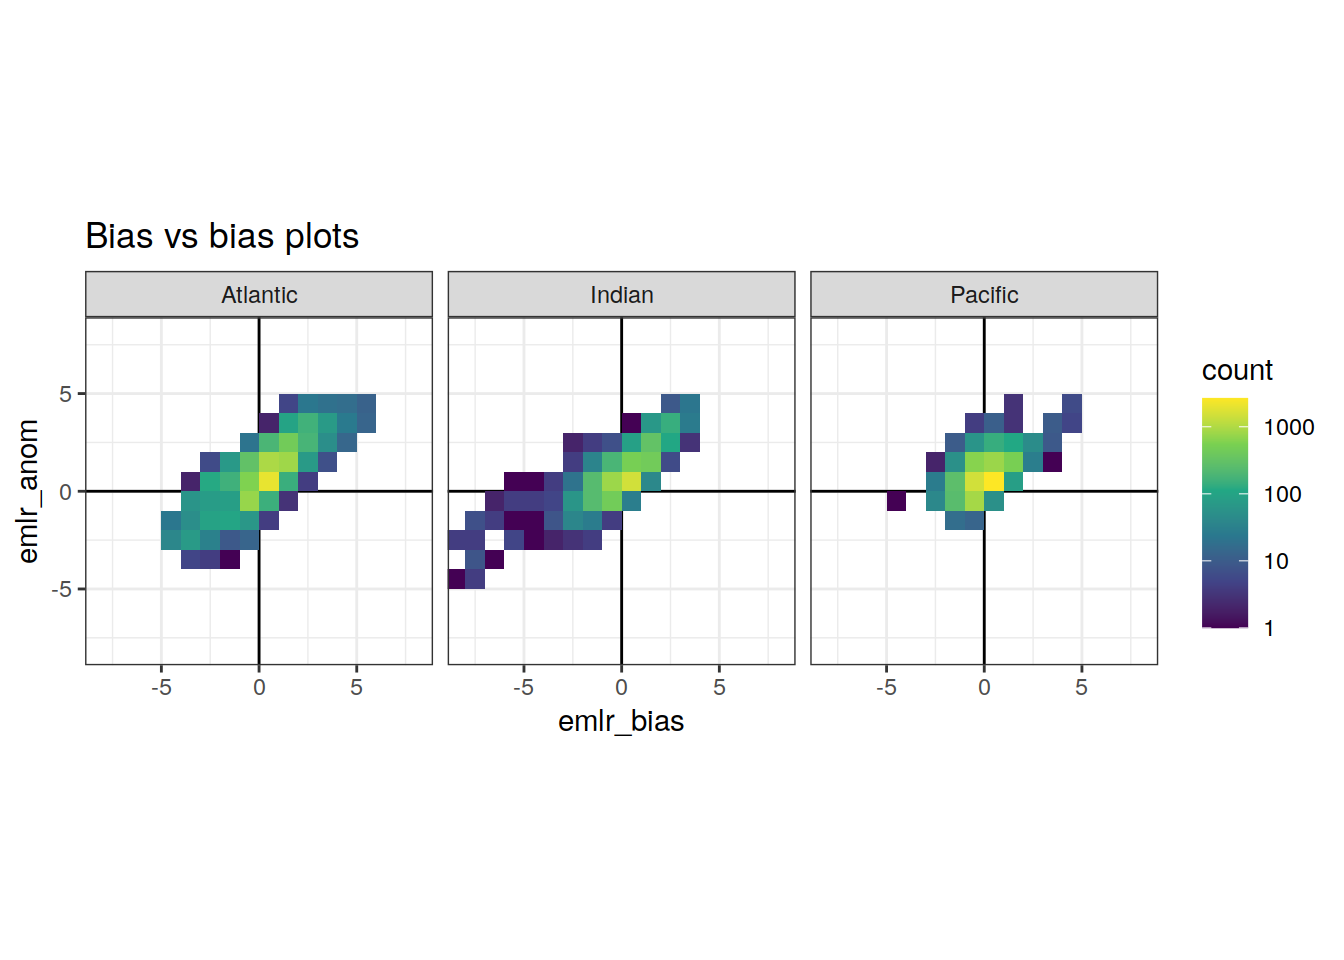 Bias vs bias plots
Atlantic
Indian
Pacific
5
0
-5
emlr_anom
-5 0 5
-5 0 5
-5 0 5
emlr_bias
count
1000
100
10
1